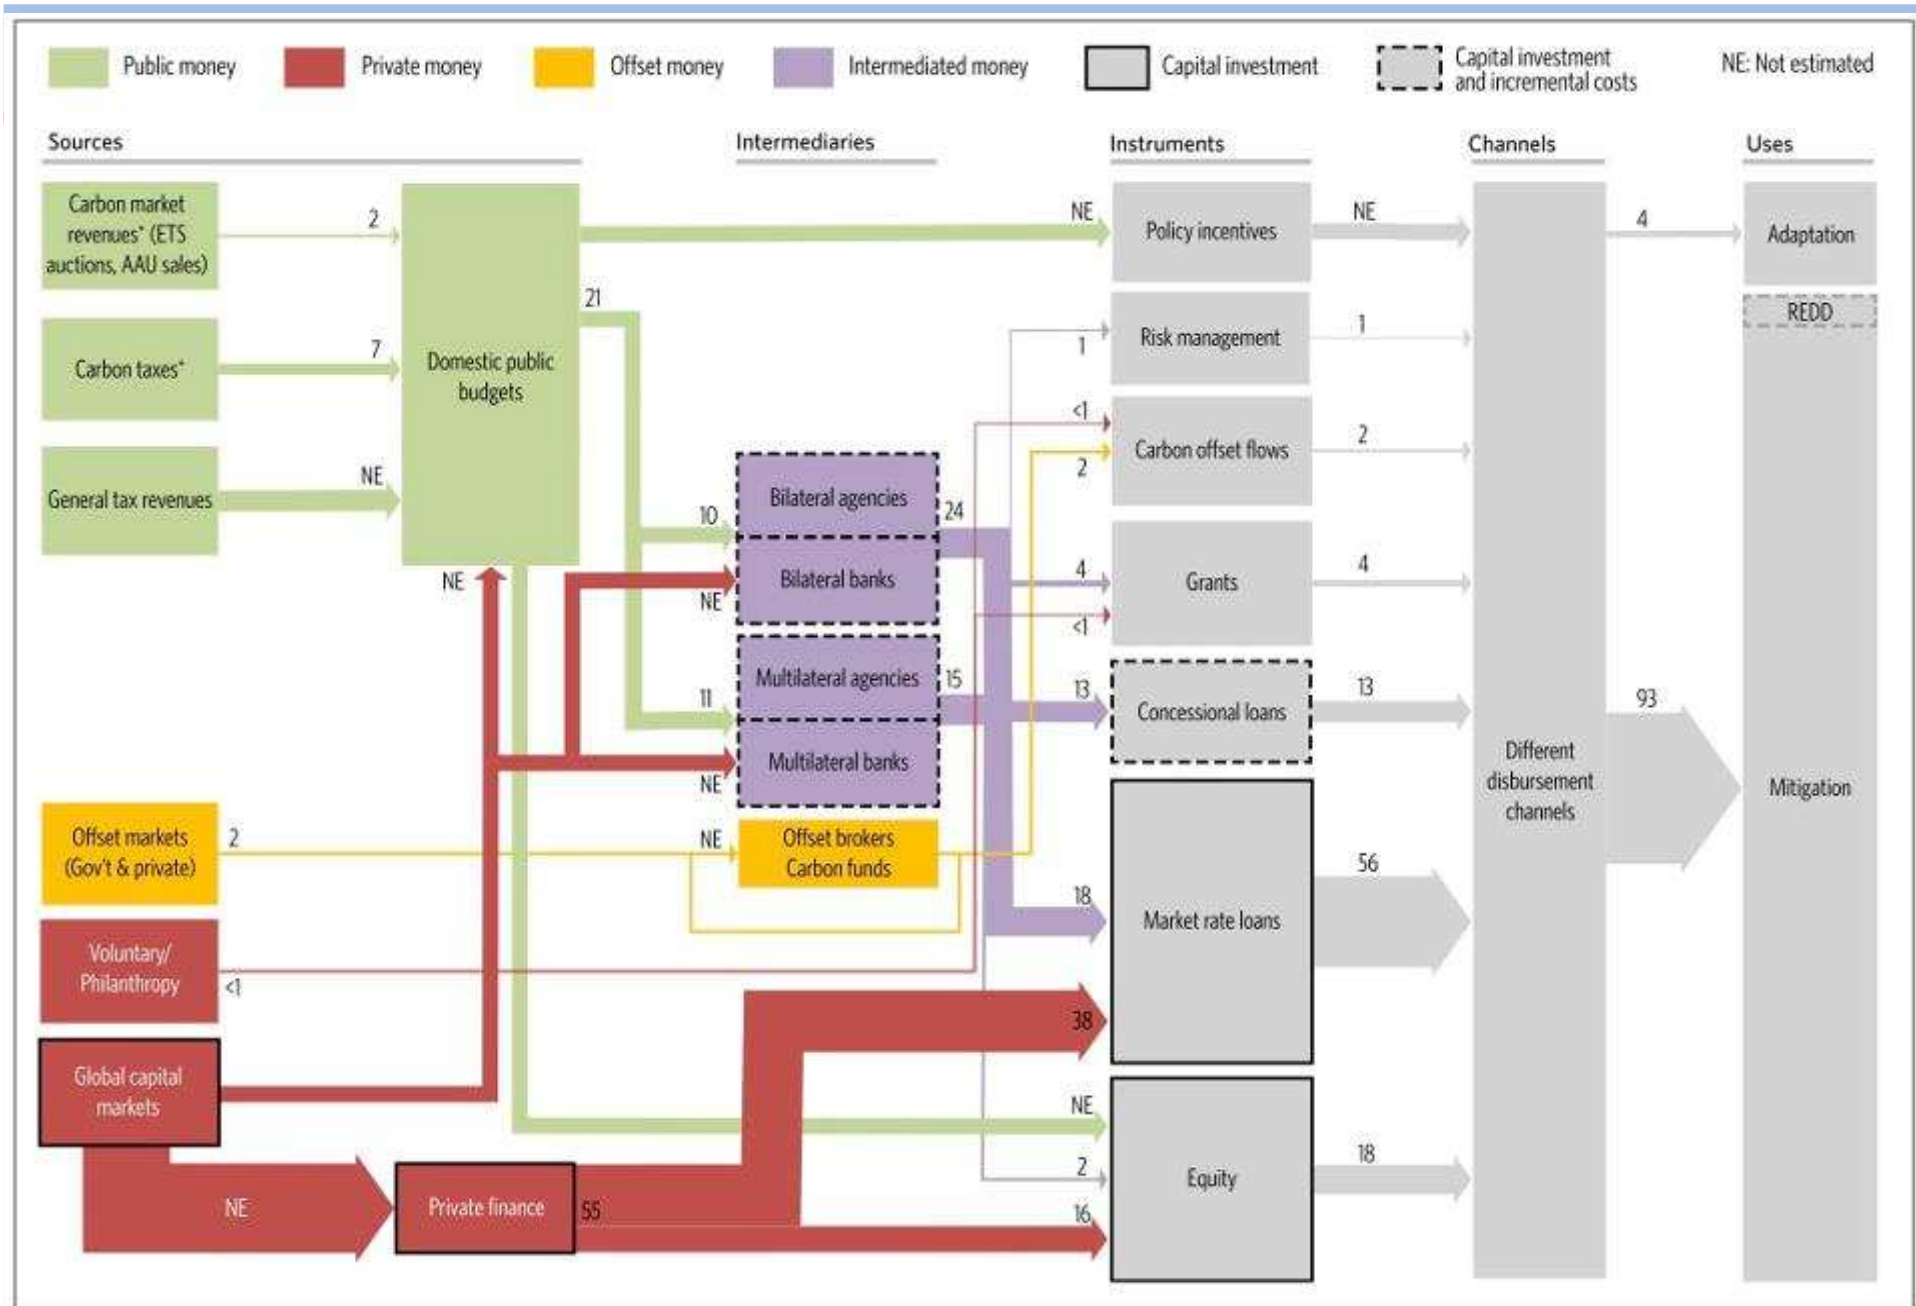 Public money
Private money
Offset money
Intermediated money
Capital investment
Capital investment
and incremental costs
NE: Not estimated
Sources
Intermediaries
Instruments
Channels
Uses
Carbon market
revenues* (ETS
auctions, AAU sales)
2
Carbon taxes*
7
General tax revenues
NE
Domestic public
budgets
NE
21
NE
Offset markets
(Gov't & private)
2
Voluntary/
Philanthropy
<1
Global capital
markets
NE
Private finance
55
10
Bilateral agencies
24
Bilateral banks
NE
11
Multilateral agencies
15
Multilateral banks
NE
NE
Offset brokers
Carbon funds
Policy incentives
NE
1
Risk management
1
<1
2
Carbon offset flows
2
4
<1
Grants
4
13
Concessional loans
13
18
38
Market rate loans
56
NE
2
16
Equity
18
Different
disbursement
channels
4
93
Adaptation
REDD
Mitigation